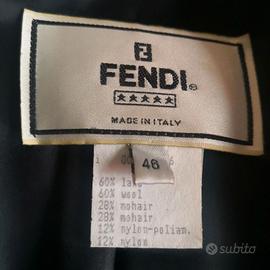 FENDI®
MADE IN ITALY
46
60% lana
60% wool
28% mohair
28% mohair
12% nylon-poliam.
12% nylon
subito